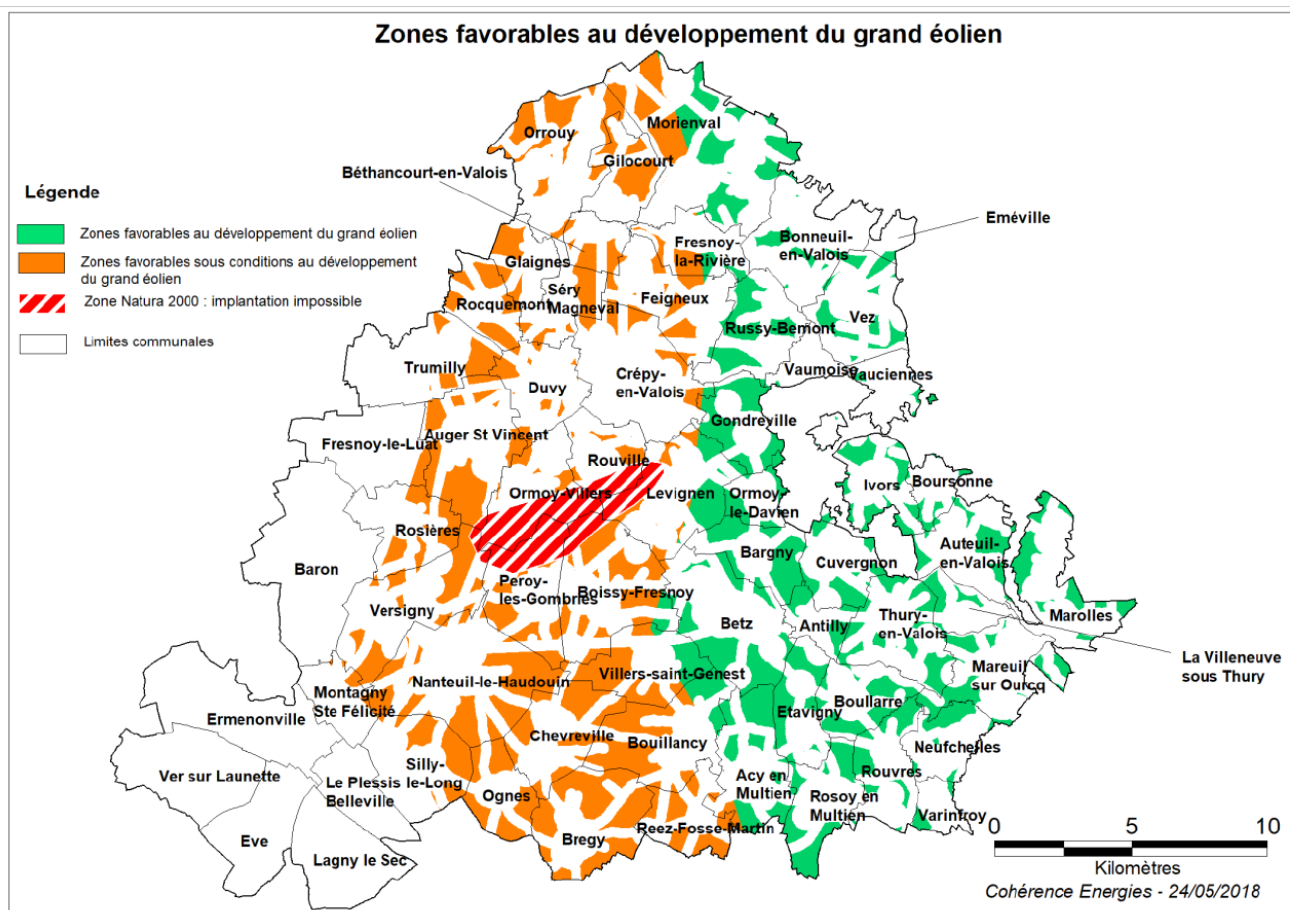 Zones favorables au développement du grand éolien
Morienval
Orrouy
Gilocourt
Béthancourt-en-Valois
Légende
Zones favorables au développement du grand éolien
Zones favorables sous conditions au développement
du grand éolien
Zone Natura 2000 : implantation impossible
Limites communales
Eméville
Fresnoy-
la-Rivière
Bonneuil-
en-Valois
Glaignes
Séry
Magneval
Rocquemont
Feigneux
Vez
Russy-Bémont
Trumilly
Duvy
Crépy-
en-Valois
Vaumoise
Vauciennes
Gondreville
Fresnoy-le-Luat
Auger St Vincent
Rouville
Ormoy-Villers
Levignen
Ormoy-
le-Davien
Ivors
Boursonne
Rosières
Baron
Bargny
Cuvergnon
Auteuil-
en-Valois
Peroy-
les-Gombries
Boissy-Fresnoy
Versigny
Betz
Antilly
Thury-
en-Valois
Marolles
La Villeneuve
sous Thury
Mareuil
sur Ourcq
Nanteuil-le-Haudouin
Villers-saint-Genest
Montagny
Ste Félicité
Ermenonville
Etavigny
Boullarre
Chevreville
Bouillancy
Neufchelles
Ver sur Launette
Le Plessis
Belleville
Silly-
le-Long
Ognes
Acy en
Multien
Rouvres
Rosoy en
Multien
Varinfroy
Eve
Lagny le Sec
Bregy
Reez-Fosse-Martin
0 5 10
Kilomètres
Cohérence Energies - 24/05/2018